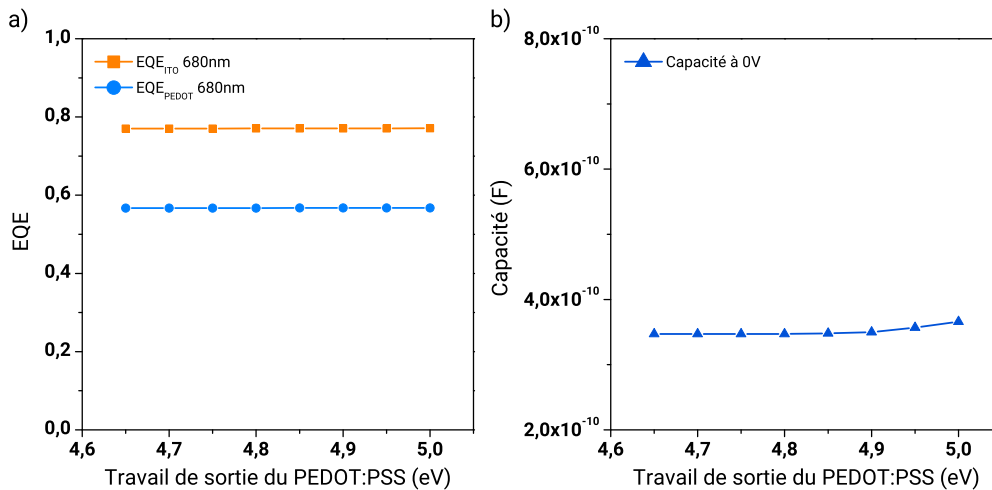 a)
EQE
1,0
0,8
0,6
0,4
0,2
0,0
EQE_ITO 680nm
EQE_PEDOT 680nm
4,6
4,7
4,8
4,9
5,0
Travail de sortie du PEDOT:PSS (eV)
b)
Capacité (F)
8,0x10⁻¹⁰
6,0x10⁻¹⁰
4,0x10⁻¹⁰
2,0x10⁻¹⁰
Capacité à 0V
4,6
4,7
4,8
4,9
5,0
Travail de sortie du PEDOT:PSS (eV)